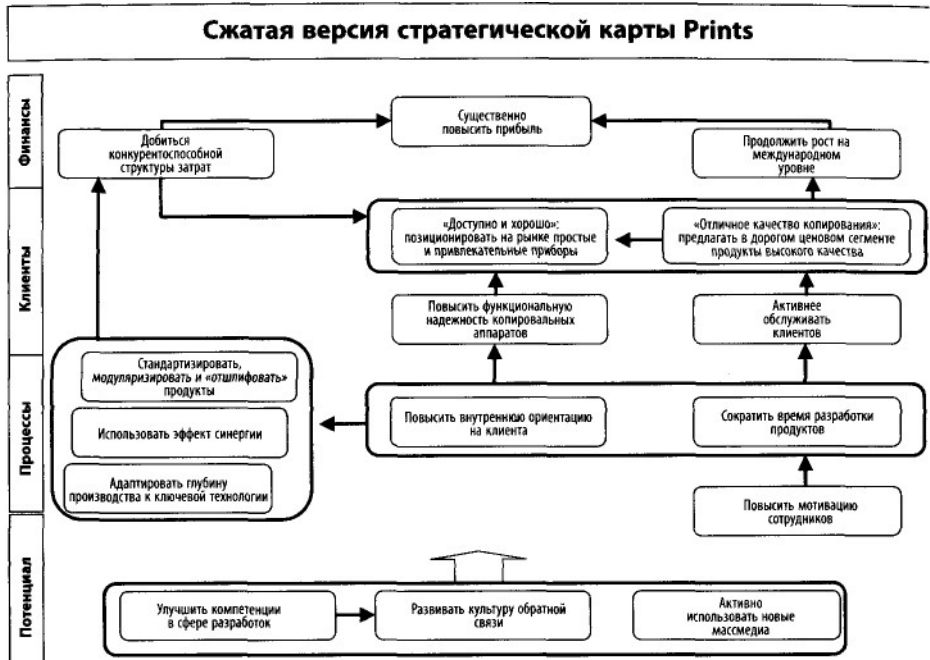 Сжатая версия стратегической карты Prints
Финансы
Существенно
повысить прибыль
Добиться
конкурентоспособной
структуры затрат
Продолжить рост на
международном
уровне
Клиенты
«Доступно и хорошо»:
позиционировать на рынке простые
и привлекательные приборы
«Отличное качество копирования»:
предлагать в дорогом ценовом сегменте
продукты высокого качества
Повысить функциональную
надежность копировальных
аппаратов
Активнее
обслуживать
клиентов
Процессы
Стандартизировать,
модуляризировать и «отшлифовать»
продукты
Использовать эффект синергии
Адаптировать глубину
производства к ключевой технологии
Повысить внутреннюю ориентацию
на клиента
Сократить время разработки
продуктов
Повысить мотивацию
сотрудников
Потенциал
Улучшить компетенции
в сфере разработок
Развивать культуру обратной
связи
Активно
использовать новые
массмедиа